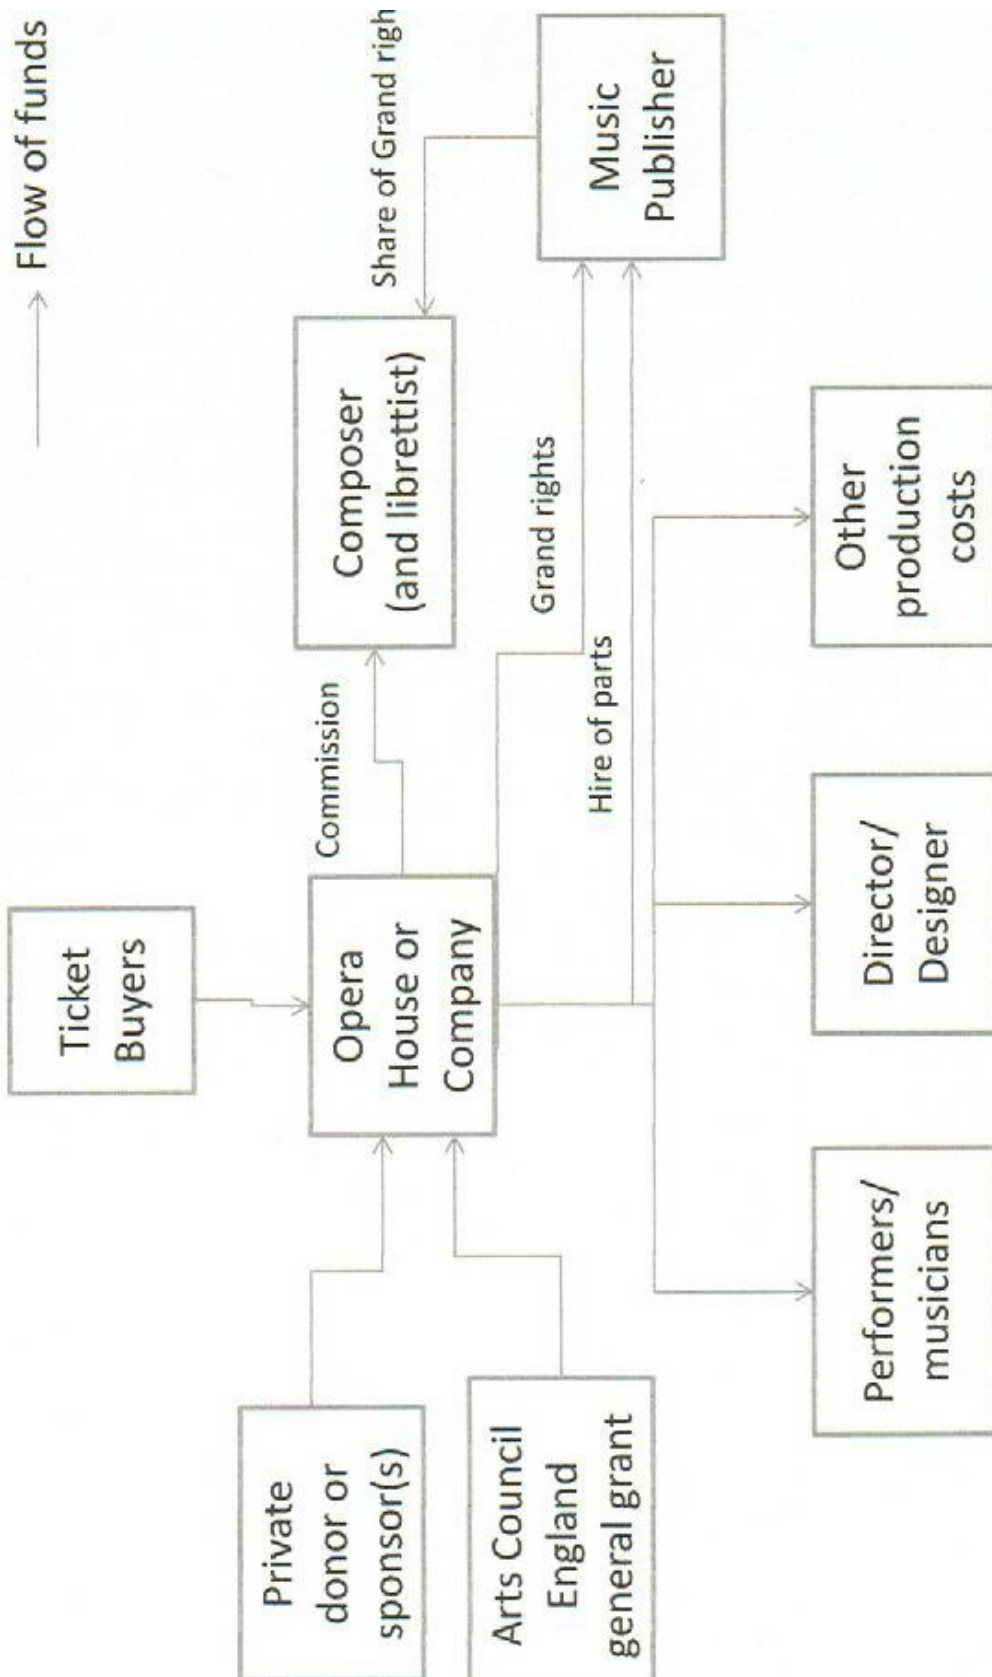 Flow of funds
Ticket
Buyers
Private
donor or
sponsor(s)
Arts Council
England
general grant
Opera
House or
Company
Commission
Composer
(and librettist)
Share of Grand righ
Grand rights
Hire of parts
Music
Publisher
Performers/
musicians
Director/
Designer
Other
production
costs